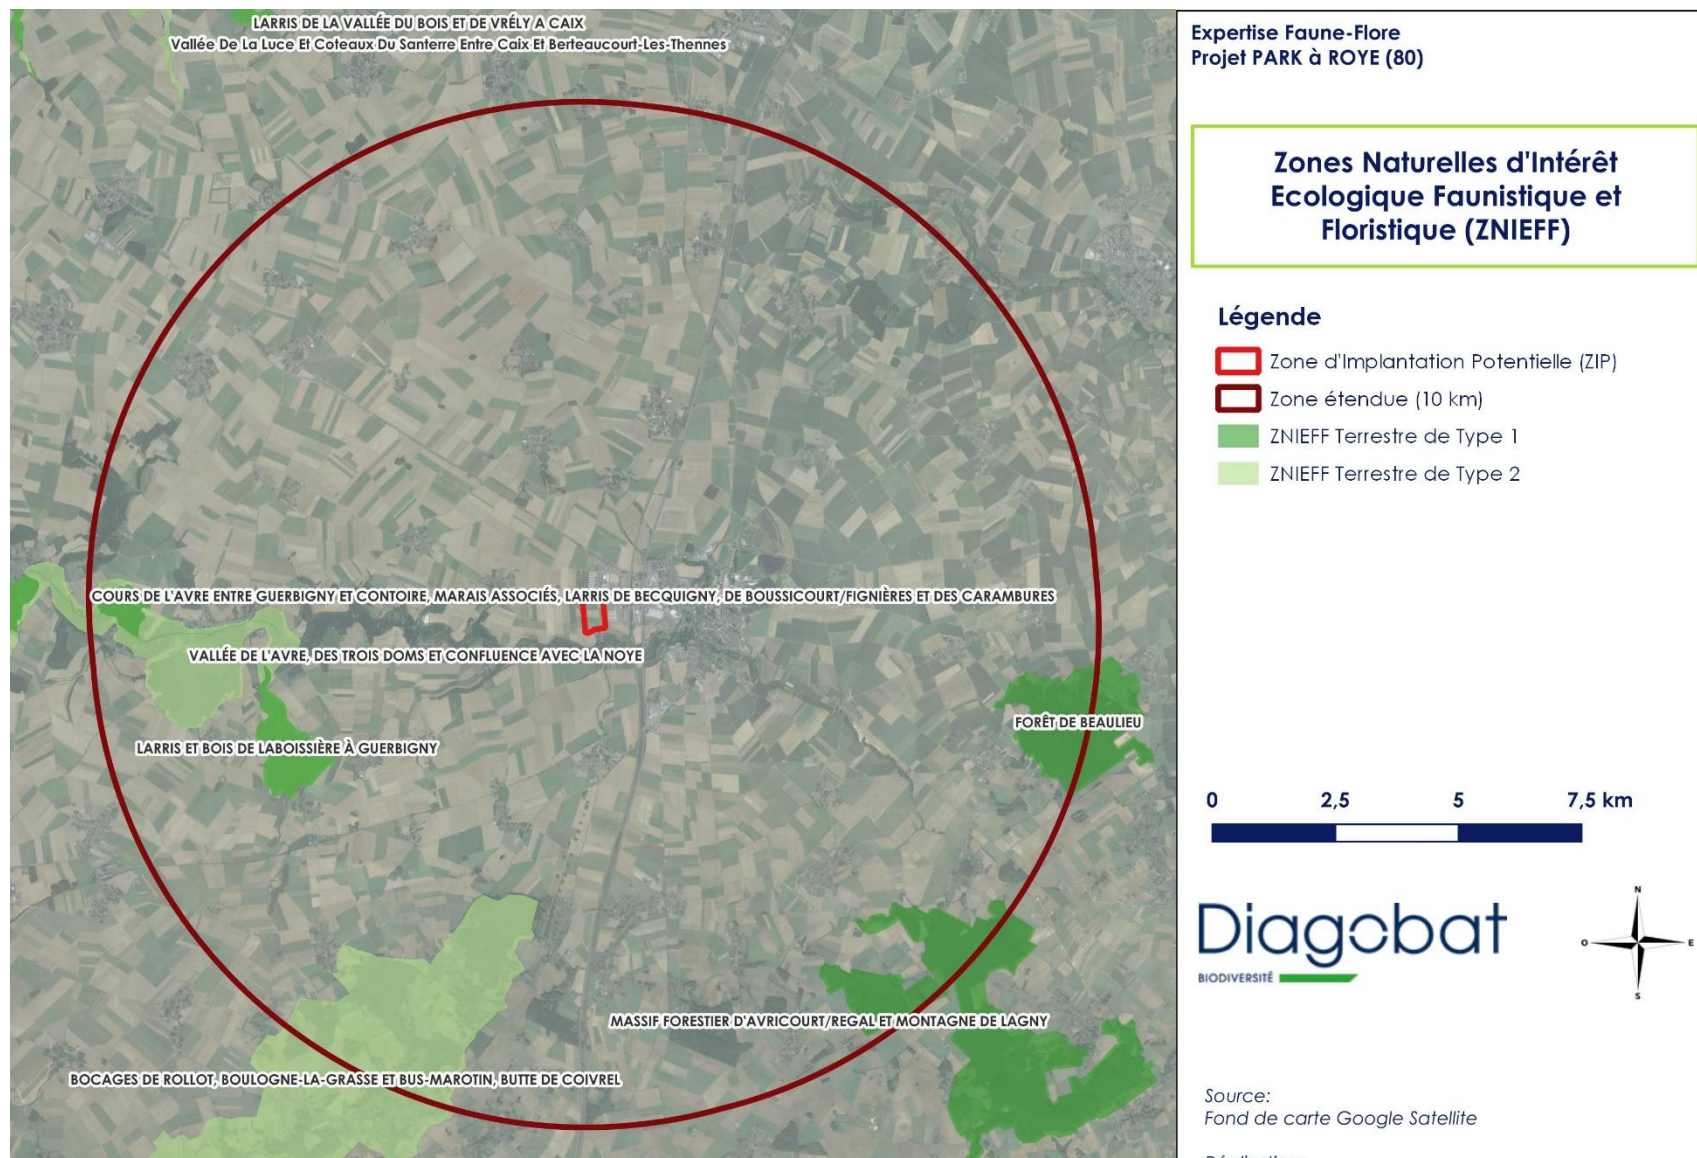 LARRIS DE LA VALLÉE DU BOIS ET DE VRÉLY A CAIX
Vallée De La Luce Et Coteaux Du Santerre Entre Caix Et Berteaucourt-Les-Thennes
COURS DE L'AVRE ENTRE GUERBIGNY ET CONTOIRE, MARAIS ASSOCIÉS, LARRIS DE BECQUIGNY, DE BOUSSICOURT/FIGNIÈRES ET DES CARAMBURES
VALLÉE DE L'AVRE, DES TROIS DOMS ET CONFLUENCE AVEC LA NOYE
FORÊT DE BEAULIEU
LARRIS ET BOIS DE LABOISSIÈRE À GUERBIGNY
MASSIF FORESTIER D'AVRICOURT/REGAL ET MONTAGNE DE LAGNY
BOCAGES DE ROLLOT, BOULOGNE-LA-GRASSE ET BUS-MAROTIN, BUTTE DE COIVREL
Expertise Faune-Flore
Projet PARK à ROYE (80)
Zones Naturelles d'Intérêt
Ecologique Faunistique et
Floristique (ZNIEFF)
Légende
Zone d'Implantation Potentielle (ZIP)
Zone étendue (10 km)
ZNIEFF Terrestre de Type 1
ZNIEFF Terrestre de Type 2
0 2,5 5 7,5 km
Diagobat
BIODIVERSITÉ
N
O E
S
Source:
Fond de carte Google Satellite